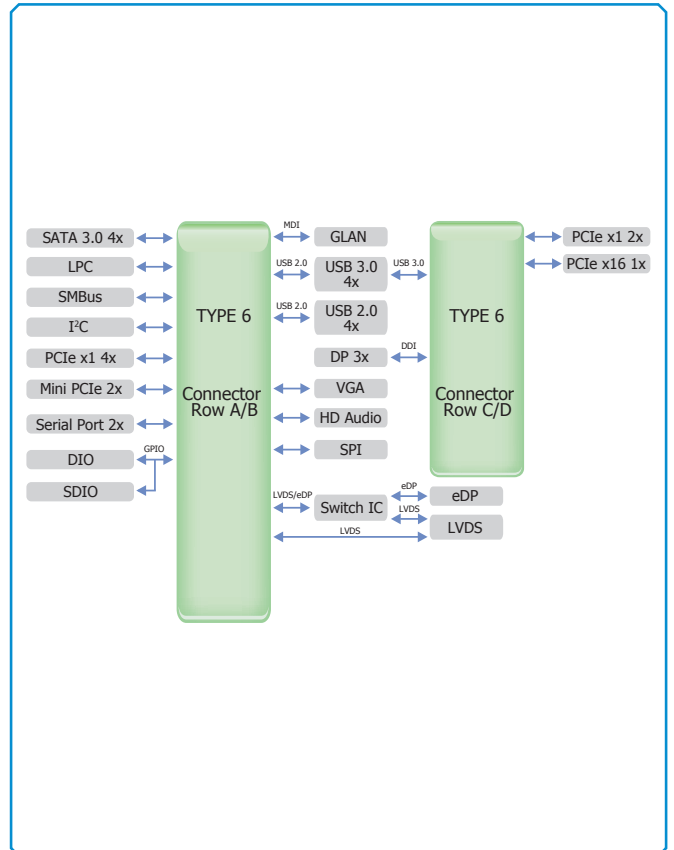 SATA 3.0 4x
LPC
SMBus
I²C
PCIe x1 4x
Mini PCIe 2x
Serial Port 2x
GPIO
DIO
SDIO
TYPE 6
Connector
Row A/B
MDI
GLAN
USB 2.0
USB 3.0
4x
USB 3.0
USB 2.0
USB 2.0
4x
DP 3x
DDI
VGA
HD Audio
SPI
LVDS/eDP
Switch IC
eDP
eDP
LVDS
LVDS
LVDS
TYPE 6
Connector
Row C/D
PCIe x1 2x
PCIe x16 1x